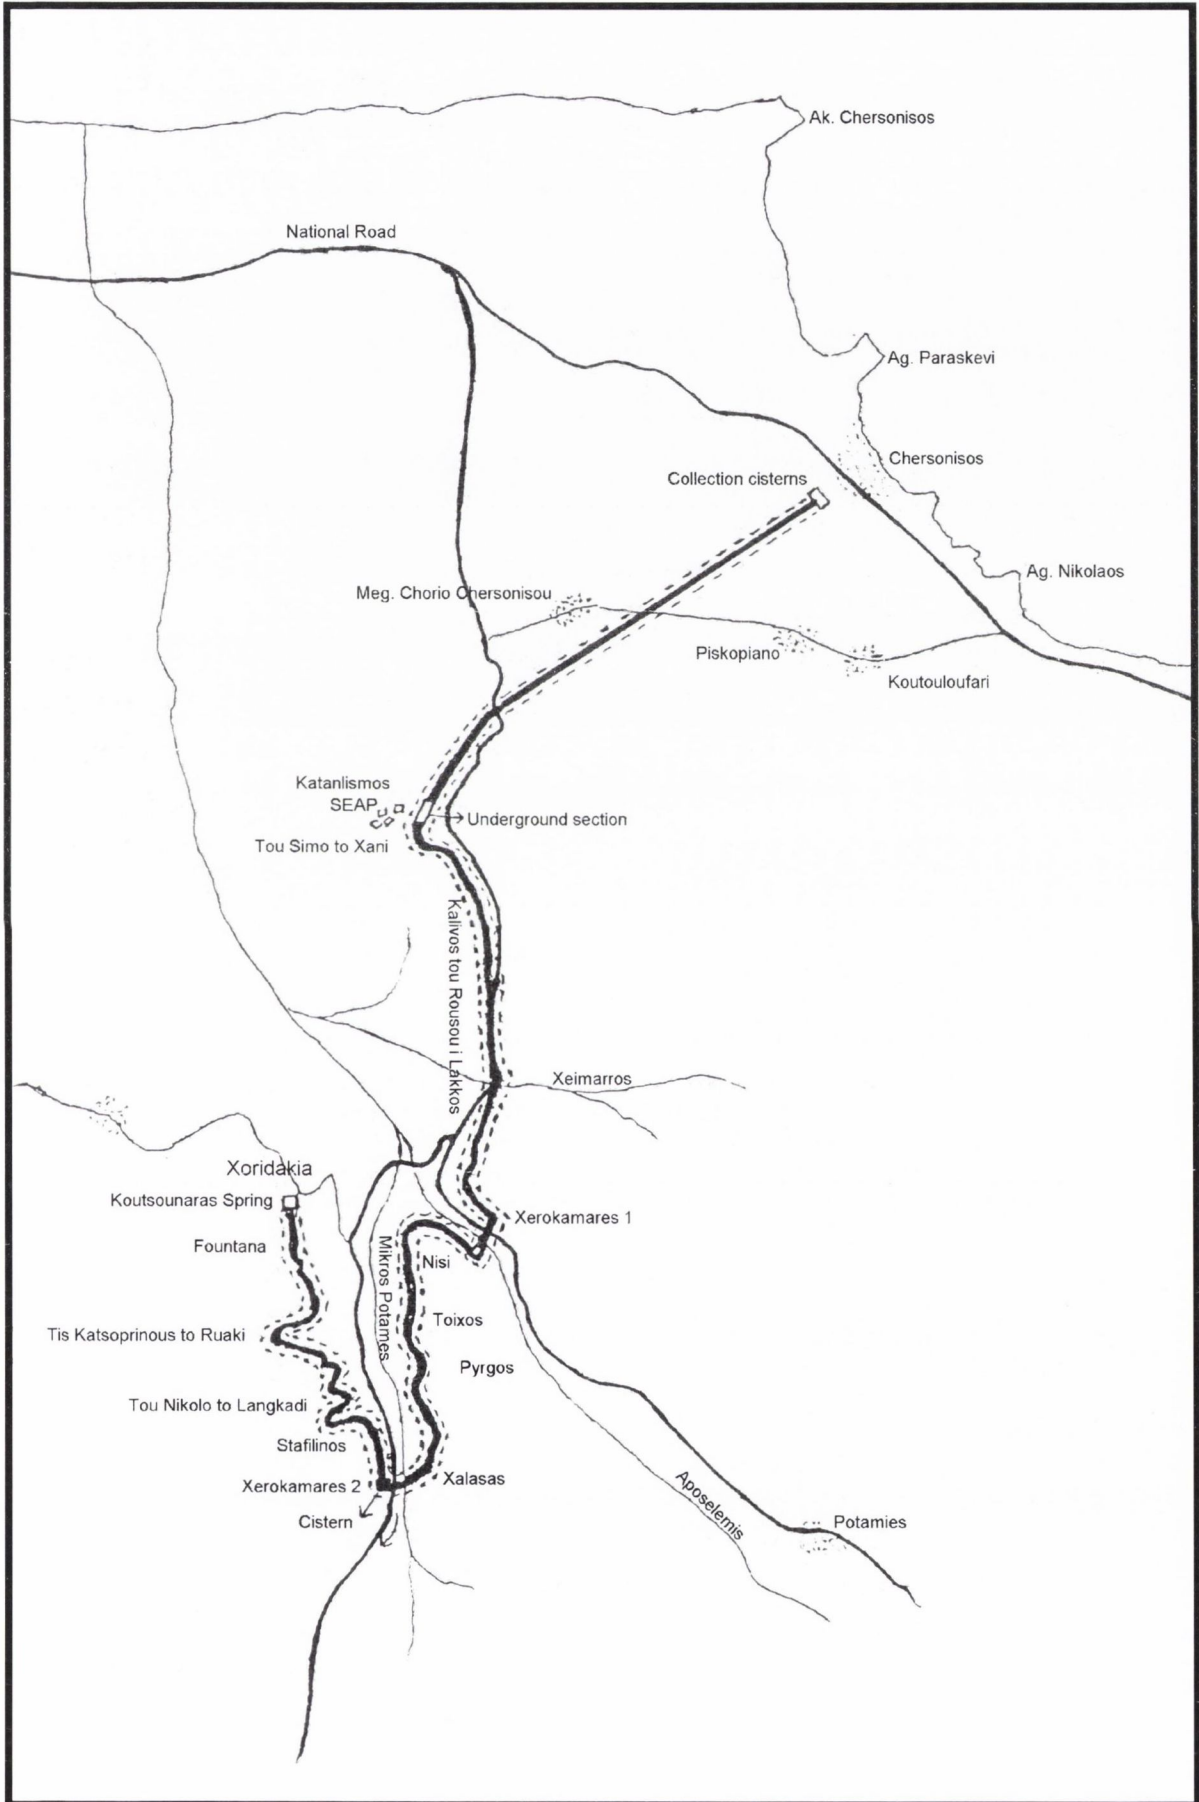 Ak. Chersonisos
National Road
Ag. Paraskevi
Chersonisos
Collection cisterns
Ag. Nikolaos
Meg. Chorio Chersonisou
Piskopiano
Koutouloufari
Katanlismos
SEAP
Underground section
Tou Simo to Xani
Kalivos tou Rousou i Lakkos
Xeimarros
Xoridakia
Koutsounaras Spring
Xerokamares 1
Fountana
Nisi
Mikros Potames
Toixos
Tis Katsoprinous to Ruaki
Pyrgos
Tou Nikolo to Langkadi
Stafilinos
Xalasas
Xerokamares 2
Cistern
Aposelemis
Potamies